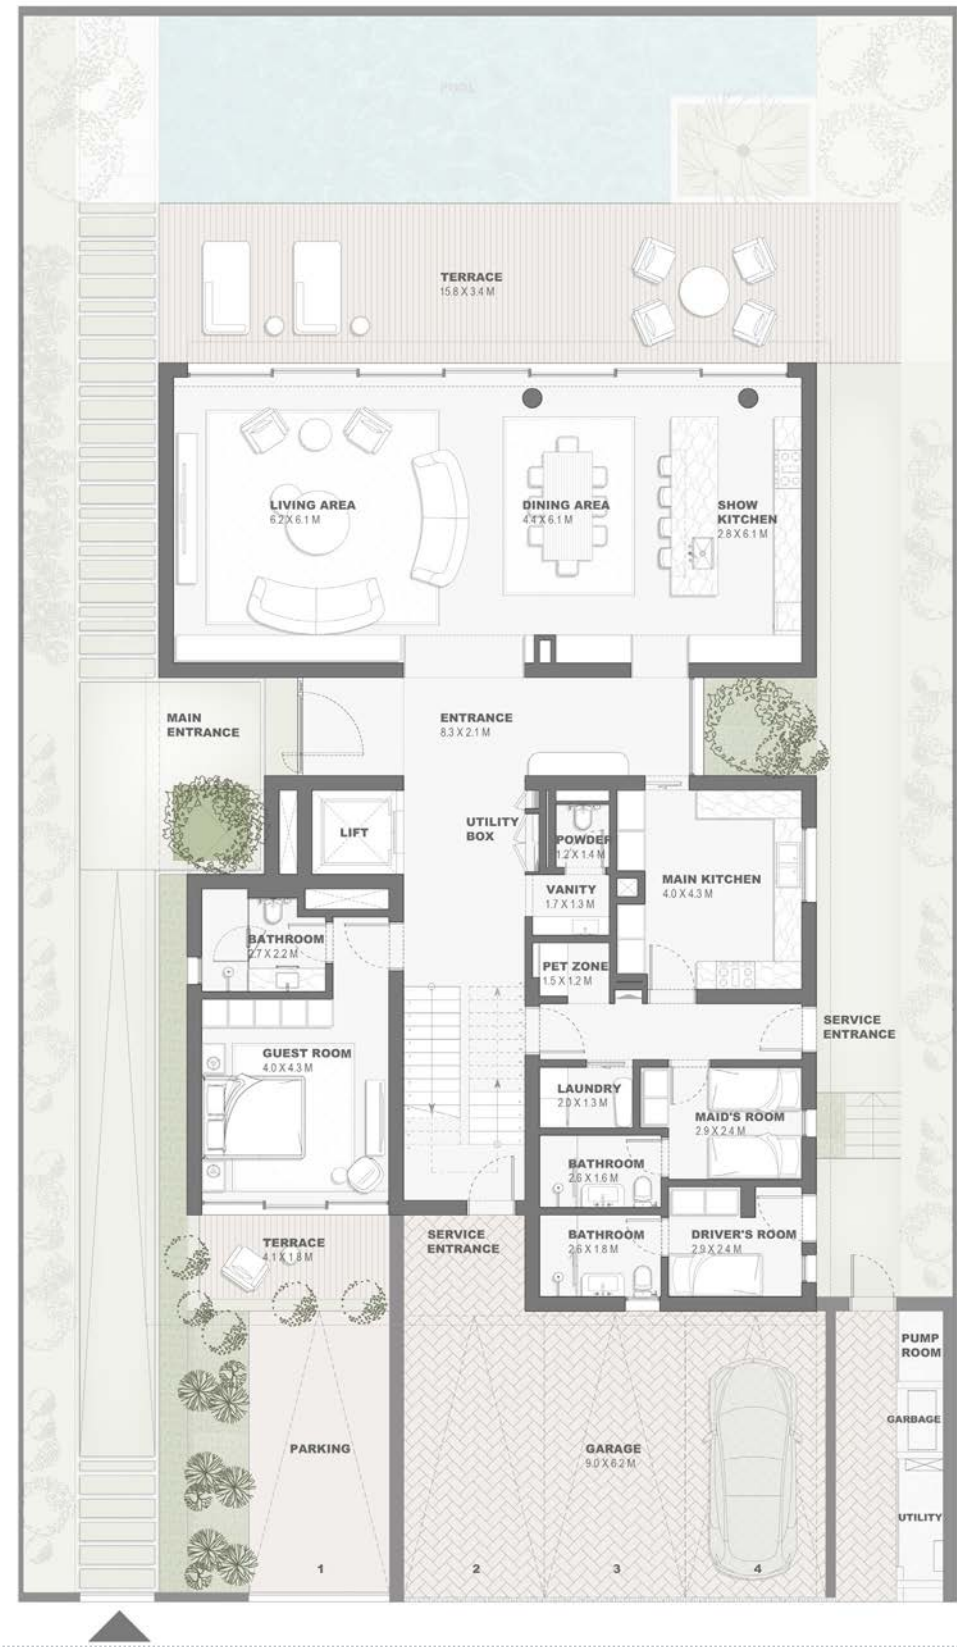 POOL
TERRACE
15.8 X 3.4 M
LIVING AREA
6.2 X 6.1 M
DINING AREA
4.4 X 6.1 M
SHOW
KITCHEN
2.8 X 6.1 M
MAIN
ENTRANCE
ENTRANCE
8.3 X 2.1 M
LIFT
UTILITY
BOX
POWDER
1.2 X 1.4 M
MAIN KITCHEN
4.0 X 4.3 M
VANITY
1.7 X 1.3 M
BATHROOM
2.7 X 2.2 M
PET ZONE
1.5 X 1.2 M
SERVICE
ENTRANCE
GUEST ROOM
4.0 X 4.3 M
LAUNDRY
2.0 X 1.3 M
MAID'S ROOM
2.9 X 2.4 M
BATHROOM
2.6 X 1.6 M
TERRACE
4.1 X 1.8 M
SERVICE
ENTRANCE
BATHROOM
2.6 X 1.8 M
DRIVER'S ROOM
2.9 X 2.4 M
PUMP
ROOM
GARBAGE
PARKING
GARAGE
9.0 X 6.2 M
UTILITY
1
2
3
4